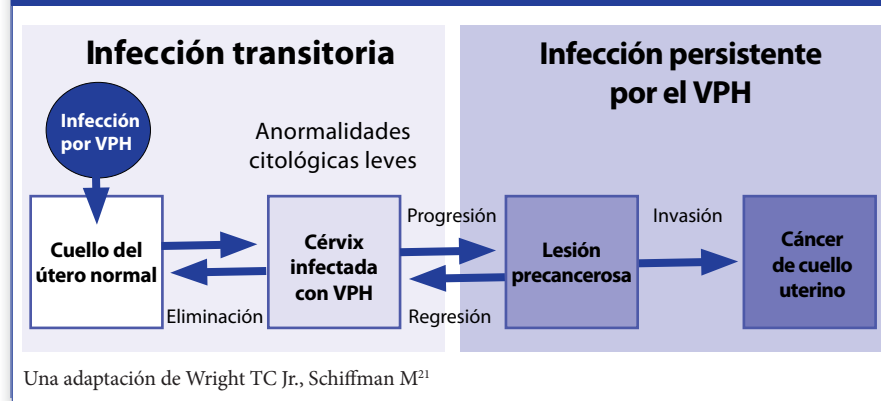 Infección transitoria
Infección persistente
por el VPH
Infección
por VPH
Anormalidades
citológicas leves
Cuello del
útero normal
Eliminación
Cérvix
infectada
con VPH
Progresión
Regresión
Lesión
precancerosa
Invasión
Cáncer
de cuello
uterino
Una adaptación de Wright TC Jr., Schiffman M²¹